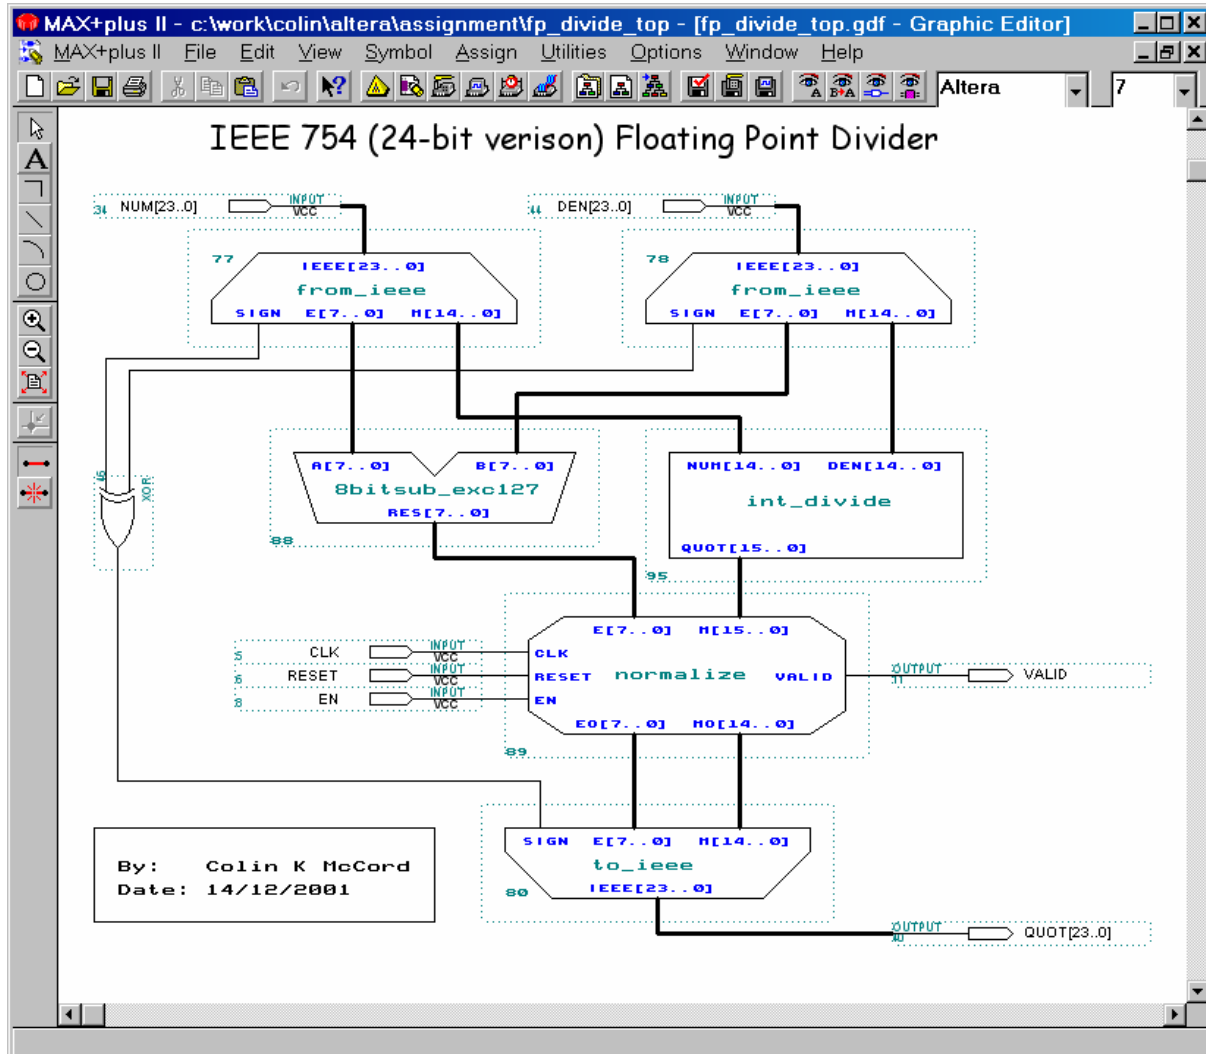 MAX+plus II - c:\work\colin\altera\assignment\fp_divide_top - [fp_divide_top.gdf - Graphic Editor]
MAX+plus II File Edit View Symbol Assign Utilities Options Window Help
Altera 7
IEEE 754 (24-bit verison) Floating Point Divider
34 NUM[23..0] INPUT VCC
44 DEN[23..0] INPUT VCC
77 IEEE[23..0]
from_ieee
SIGN E[7..0] M[14..0]
78 IEEE[23..0]
from_ieee
SIGN E[7..0] M[14..0]
XOR
A[7..0] B[7..0]
8bitsub_exc127
RES[7..0]
88
NUM[14..0] DEN[14..0]
int_divide
QUOT[15..0]
95
E[7..0] M[15..0]
5 CLK INPUT VCC CLK
6 RESET INPUT VCC RESET normalize VALID OUTPUT 11 VALID
8 EN INPUT VCC EN
EO[7..0] MO[14..0]
89
SIGN E[7..0] M[14..0]
to_ieee
80 IEEE[23..0]
By: Colin K McCord
Date: 14/12/2001
OUTPUT QUOT[23..0]